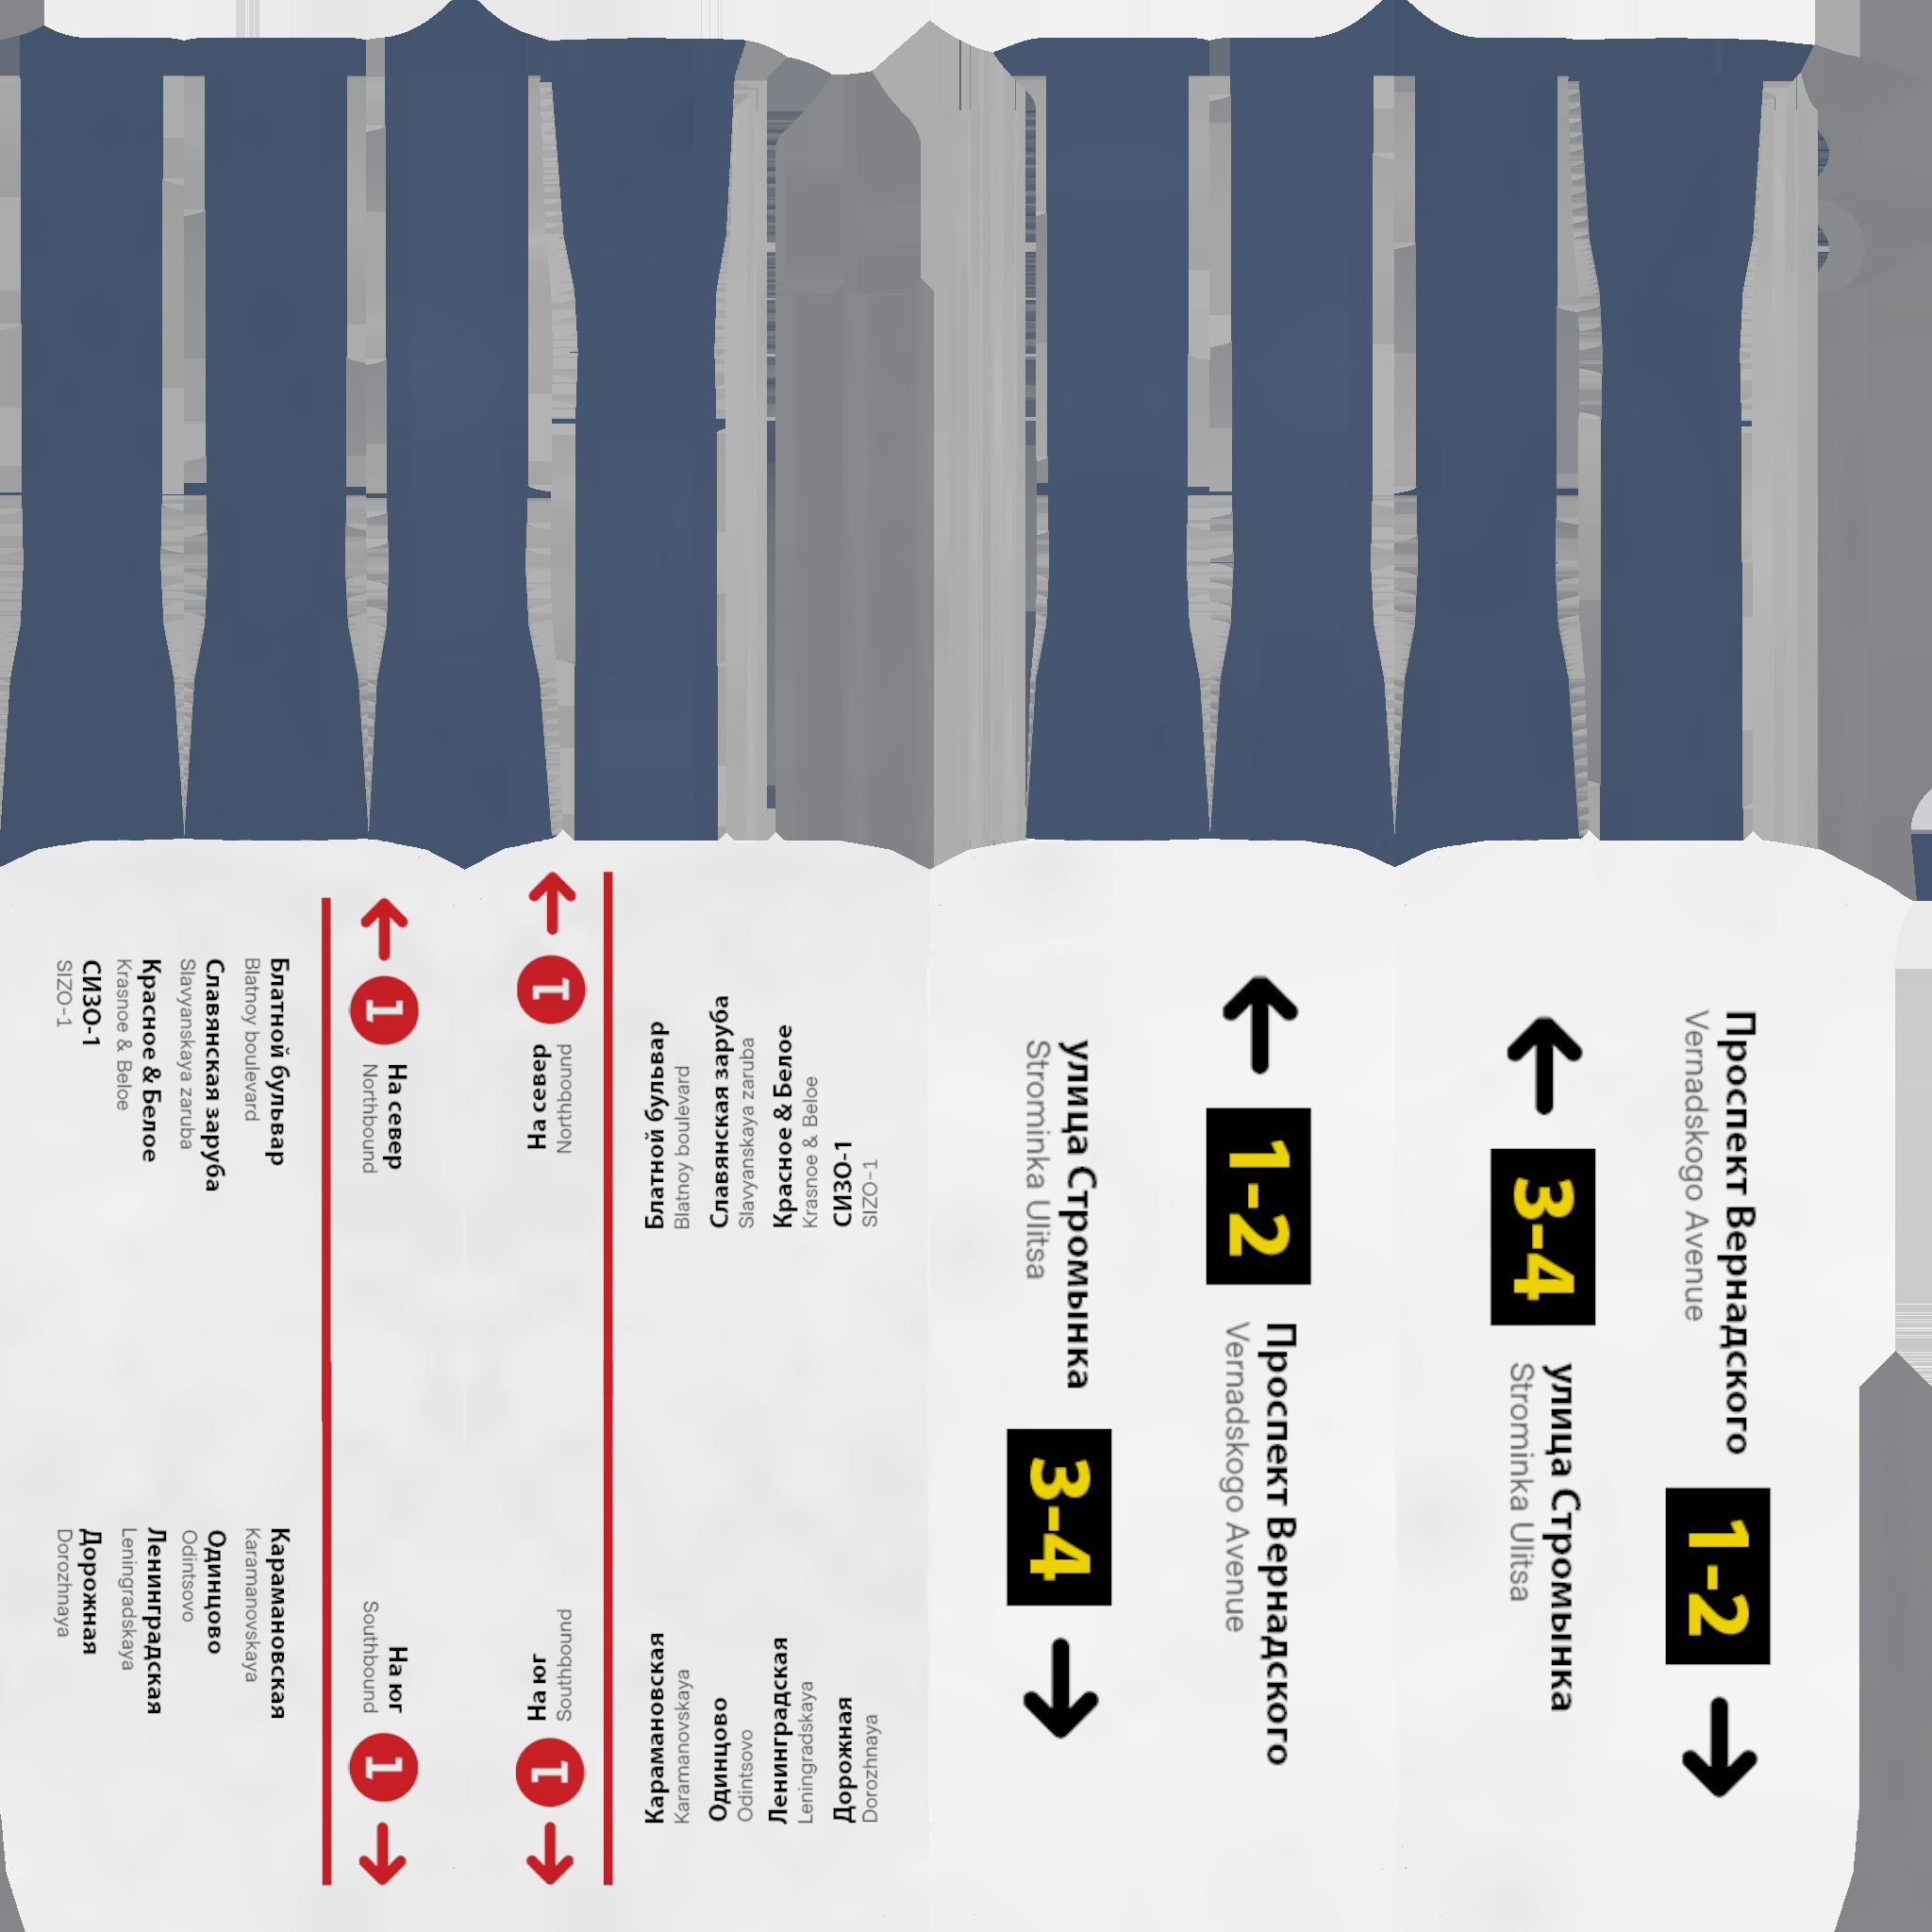 1
На север
Northbound
Блатной бульвар
Blatnoy boulevard
Славянская заруба
Slavyanskaya zaruba
Красное & Белое
Krasnoe & Beloe
СИЗО-1
SIZO-1
На юг
Southbound
1
Карамановская
Karamanovskaya
Одинцово
Odintsovo
Ленинградская
Leningradskaya
Дорожная
Dorozhnaya
1
На север
Northbound
Блатной бульвар
Blatnoy boulevard
Славянская заруба
Slavyanskaya zaruba
Красное & Белое
Krasnoe & Beloe
СИЗО-1
SIZO-1
На юг
Southbound
1
Карамановская
Karamanovskaya
Одинцово
Odintsovo
Ленинградская
Leningradskaya
Дорожная
Dorozhnaya
1-2
Проспект Вернадского
Vernadskogo Avenue
улица Стромынка
Strominka Ulitsa
3-4
Проспект Вернадского
Vernadskogo Avenue
1-2
3-4
улица Стромынка
Strominka Ulitsa